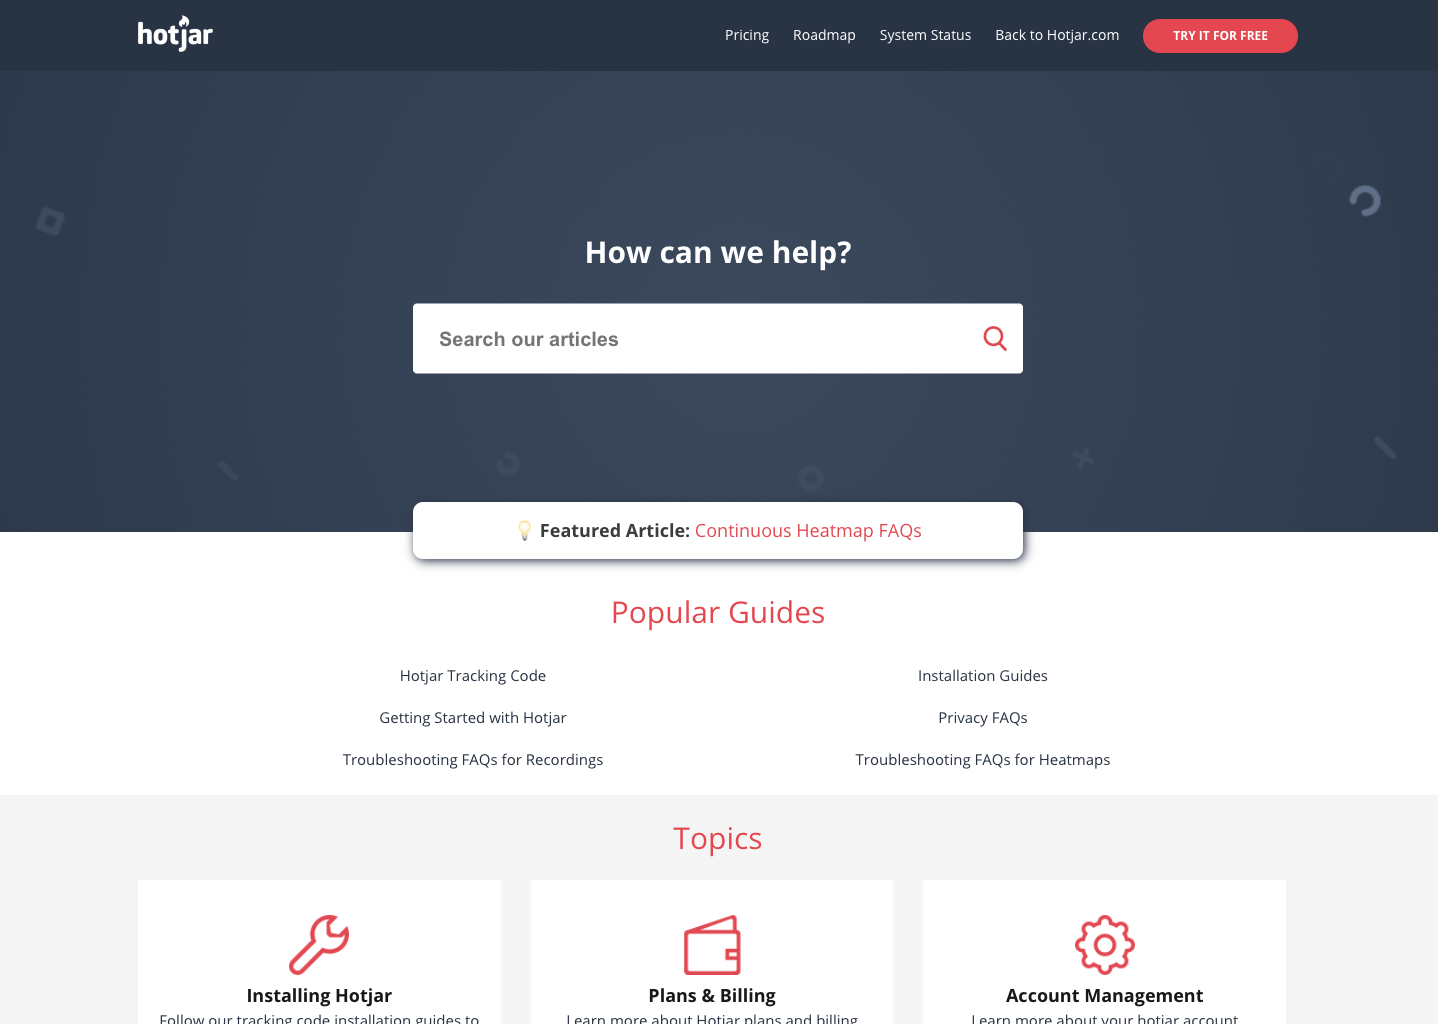 hotjar
Pricing Roadmap System Status Back to Hotjar.com TRY IT FOR FREE
How can we help?
Search our articles
Featured Article: Continuous Heatmap FAQs
Popular Guides
Hotjar Tracking Code Installation Guides
Getting Started with Hotjar Privacy FAQs
Troubleshooting FAQs for Recordings Troubleshooting FAQs for Heatmaps
Topics
Installing Hotjar Plans & Billing Account Management
Follow our tracking code installation guides to Learn more about Hotjar plans and billing Learn more about your hotjar account